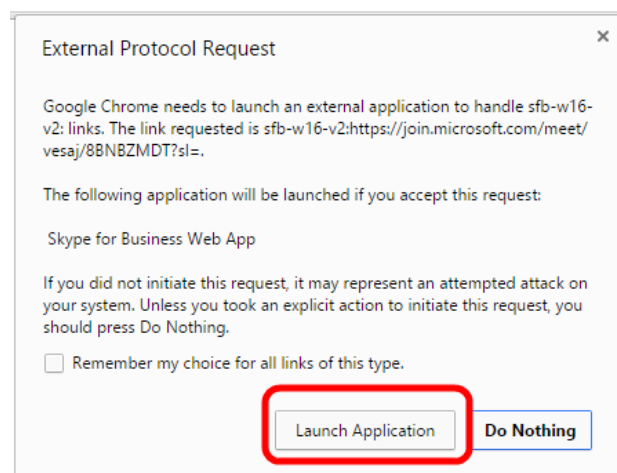 External Protocol Request
Google Chrome needs to launch an external application to handle sfb-w16-
v2: links. The link requested is sfb-w16-v2:https://join.microsoft.com/meet/
vesaj/8BNBZMDT?sl=.
The following application will be launched if you accept this request:
Skype for Business Web App
If you did not initiate this request, it may represent an attempted attack on
your system. Unless you took an explicit action to initiate this request, you
should press Do Nothing.
Remember my choice for all links of this type.
Launch Application Do Nothing